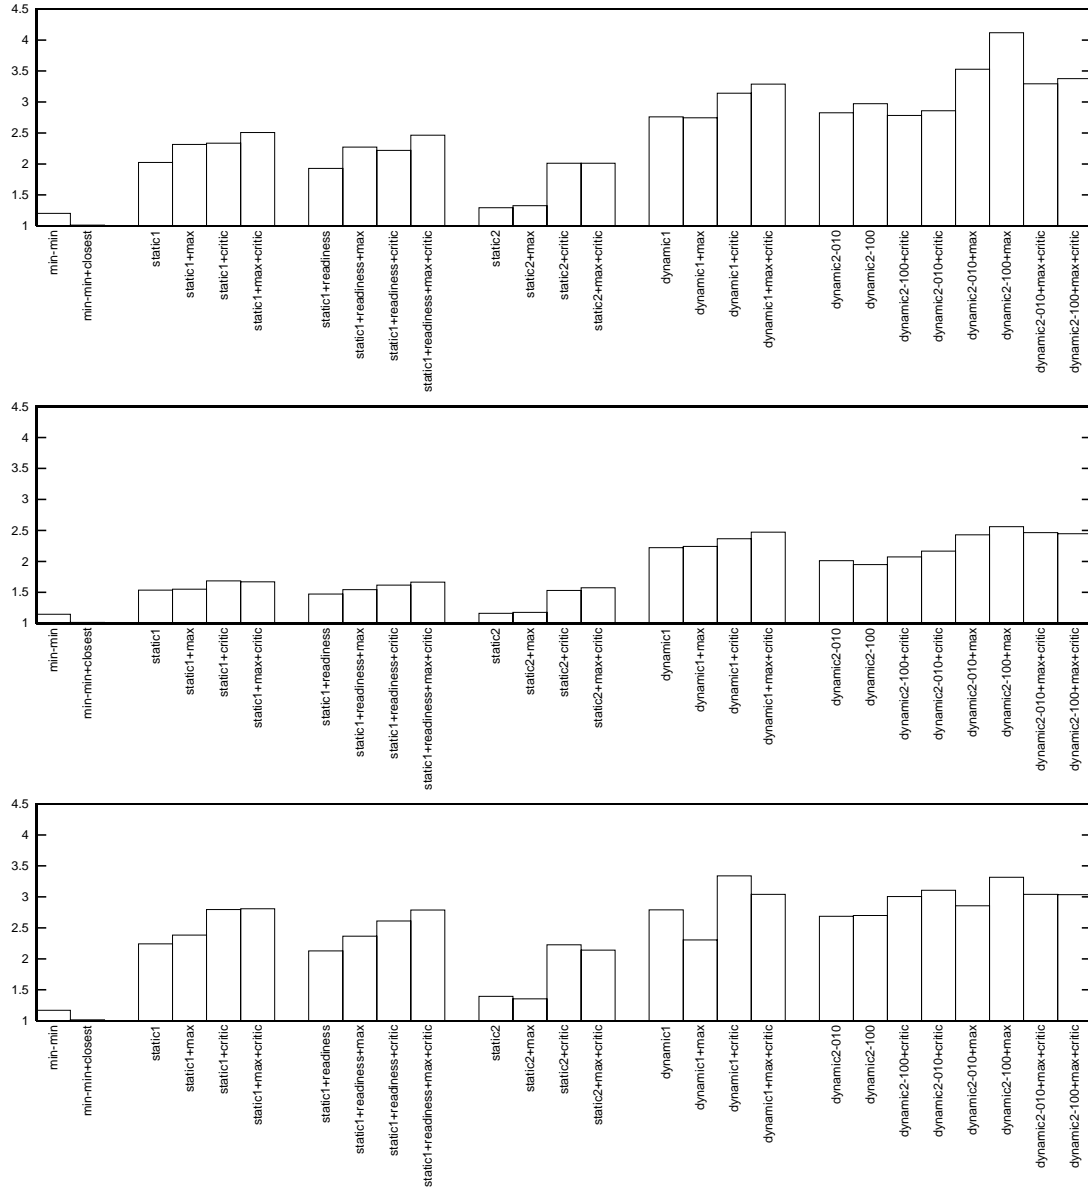 4.5
4
3.5
3
2.5
2
1.5
1
min-min
min-min+closest
static1
static1+max
static1+critic
static1+max+critic
static1+readiness
static1+readiness+max
static1+readiness+critic
static1+readiness+max+critic
static2
static2+max
static2+critic
static2+max+critic
dynamic1
dynamic1+max
dynamic1+critic
dynamic1+max+critic
dynamic2-010
dynamic2-100
dynamic2-100+critic
dynamic2-010+critic
dynamic2-010+max
dynamic2-100+max
dynamic2-010+max+critic
dynamic2-100+max+critic
4.5
4
3.5
3
2.5
2
1.5
1
min-min
min-min+closest
static1
static1+max
static1+critic
static1+max+critic
static1+readiness
static1+readiness+max
static1+readiness+critic
static1+readiness+max+critic
static2
static2+max
static2+critic
static2+max+critic
dynamic1
dynamic1+max
dynamic1+critic
dynamic1+max+critic
dynamic2-010
dynamic2-100
dynamic2-100+critic
dynamic2-010+critic
dynamic2-010+max
dynamic2-100+max
dynamic2-010+max+critic
dynamic2-100+max+critic
4.5
4
3.5
3
2.5
2
1.5
1
min-min
min-min+closest
static1
static1+max
static1+critic
static1+max+critic
static1+readiness
static1+readiness+max
static1+readiness+critic
static1+readiness+max+critic
static2
static2+max
static2+critic
static2+max+critic
dynamic1
dynamic1+max
dynamic1+critic
dynamic1+max+critic
dynamic2-010
dynamic2-100
dynamic2-100+critic
dynamic2-010+critic
dynamic2-010+max
dynamic2-100+max
dynamic2-010+max+critic
dynamic2-100+max+critic